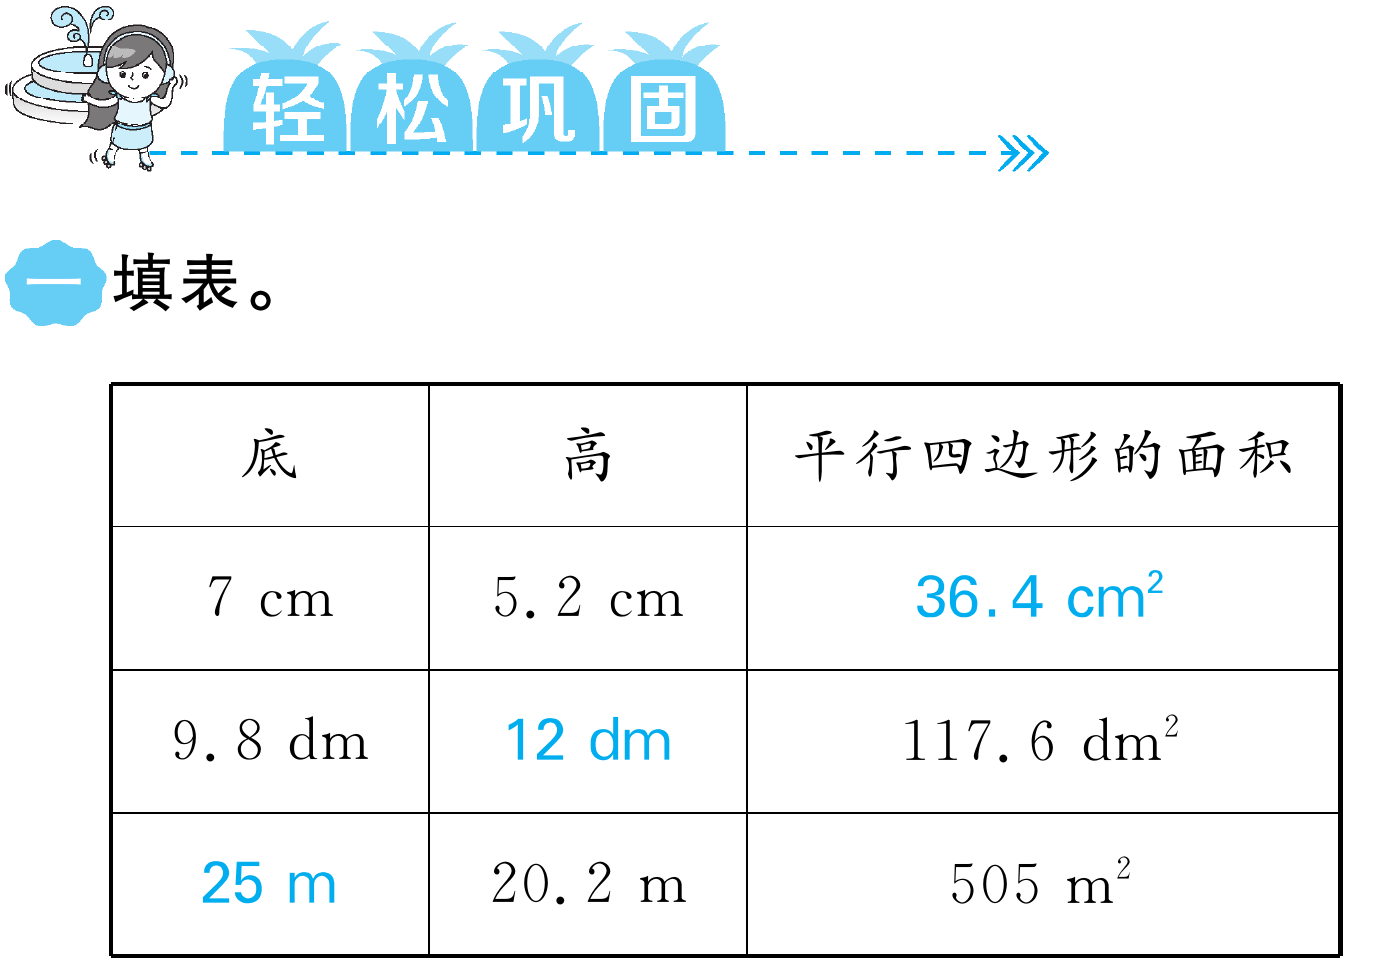 轻松巩固
一 填表。
底 高 平行四边形的面积
7 cm 5.2 cm 36.4 cm²
9.8 dm 12 dm 117.6 dm²
25 m 20.2 m 505 m²